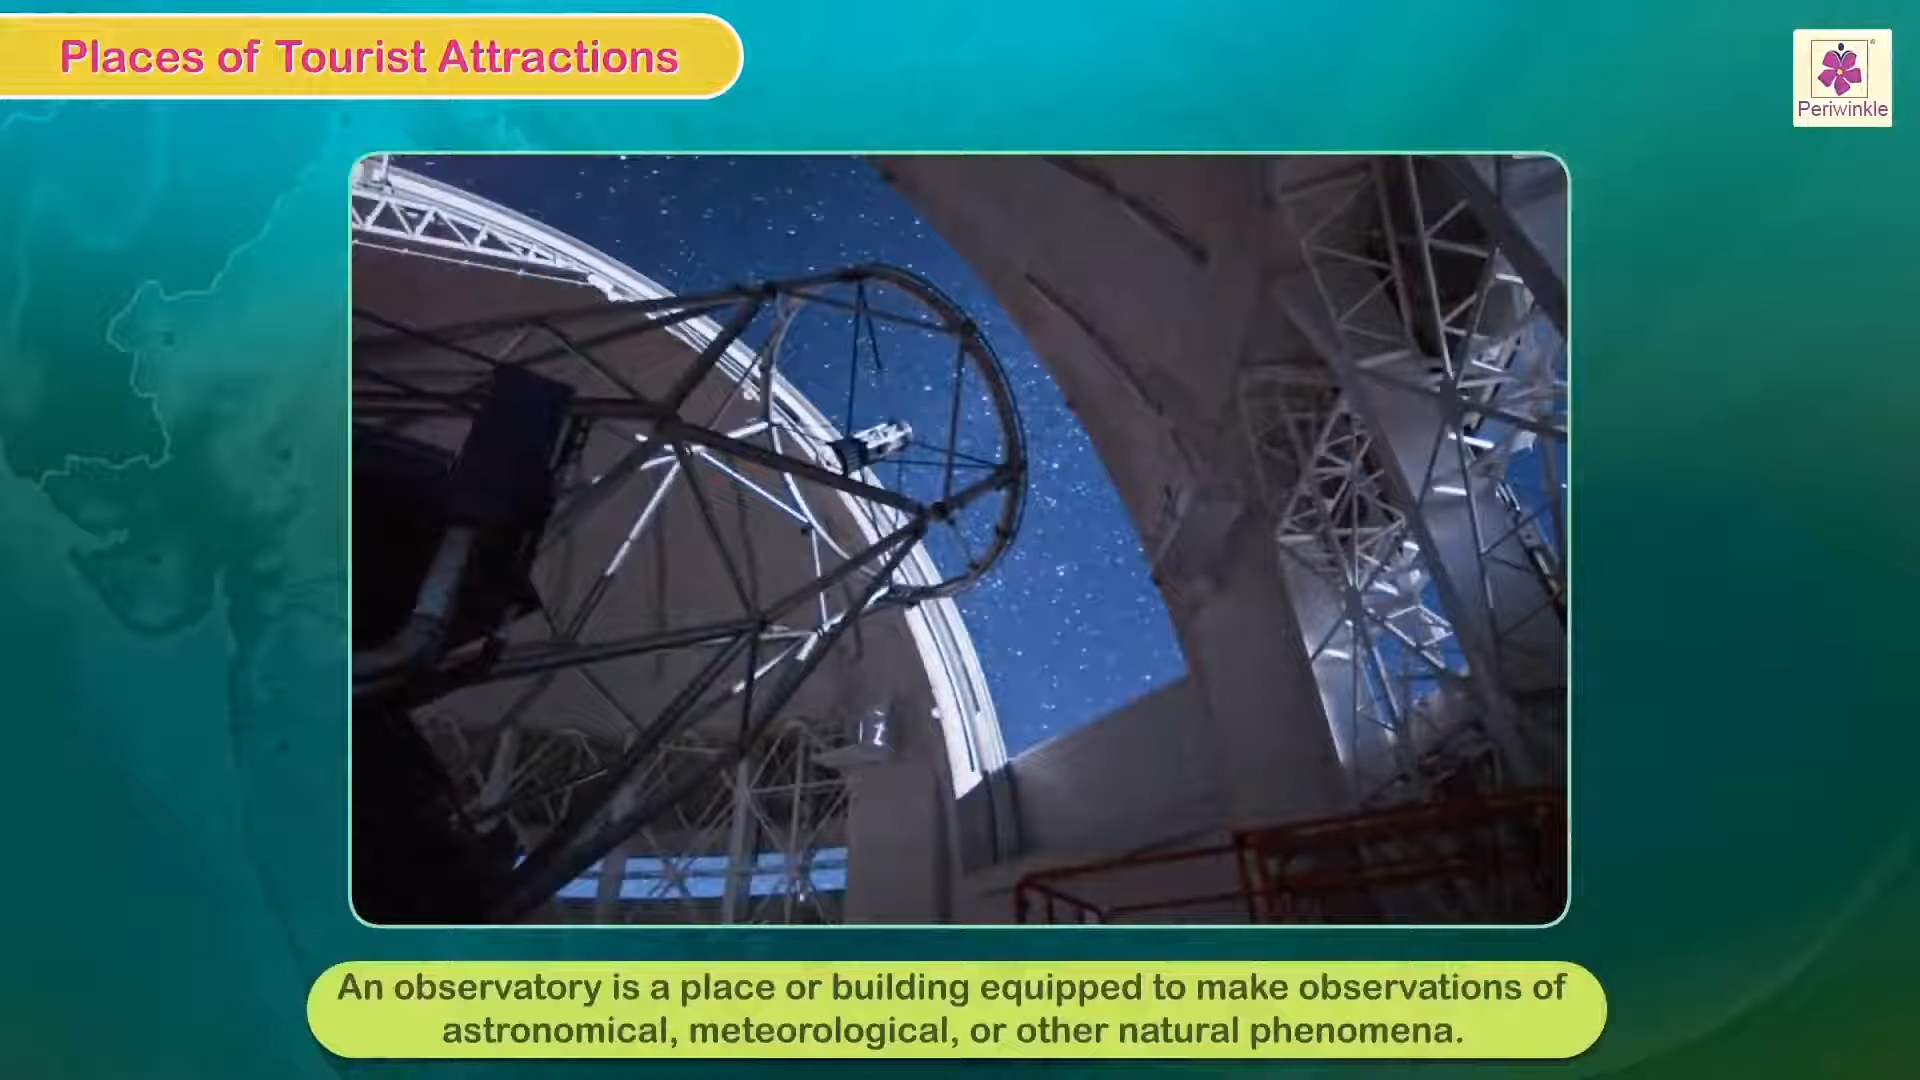 Places of Tourist Attractions
Periwinkle
An observatory is a place or building equipped to make observations of
astronomical, meteorological, or other natural phenomena.